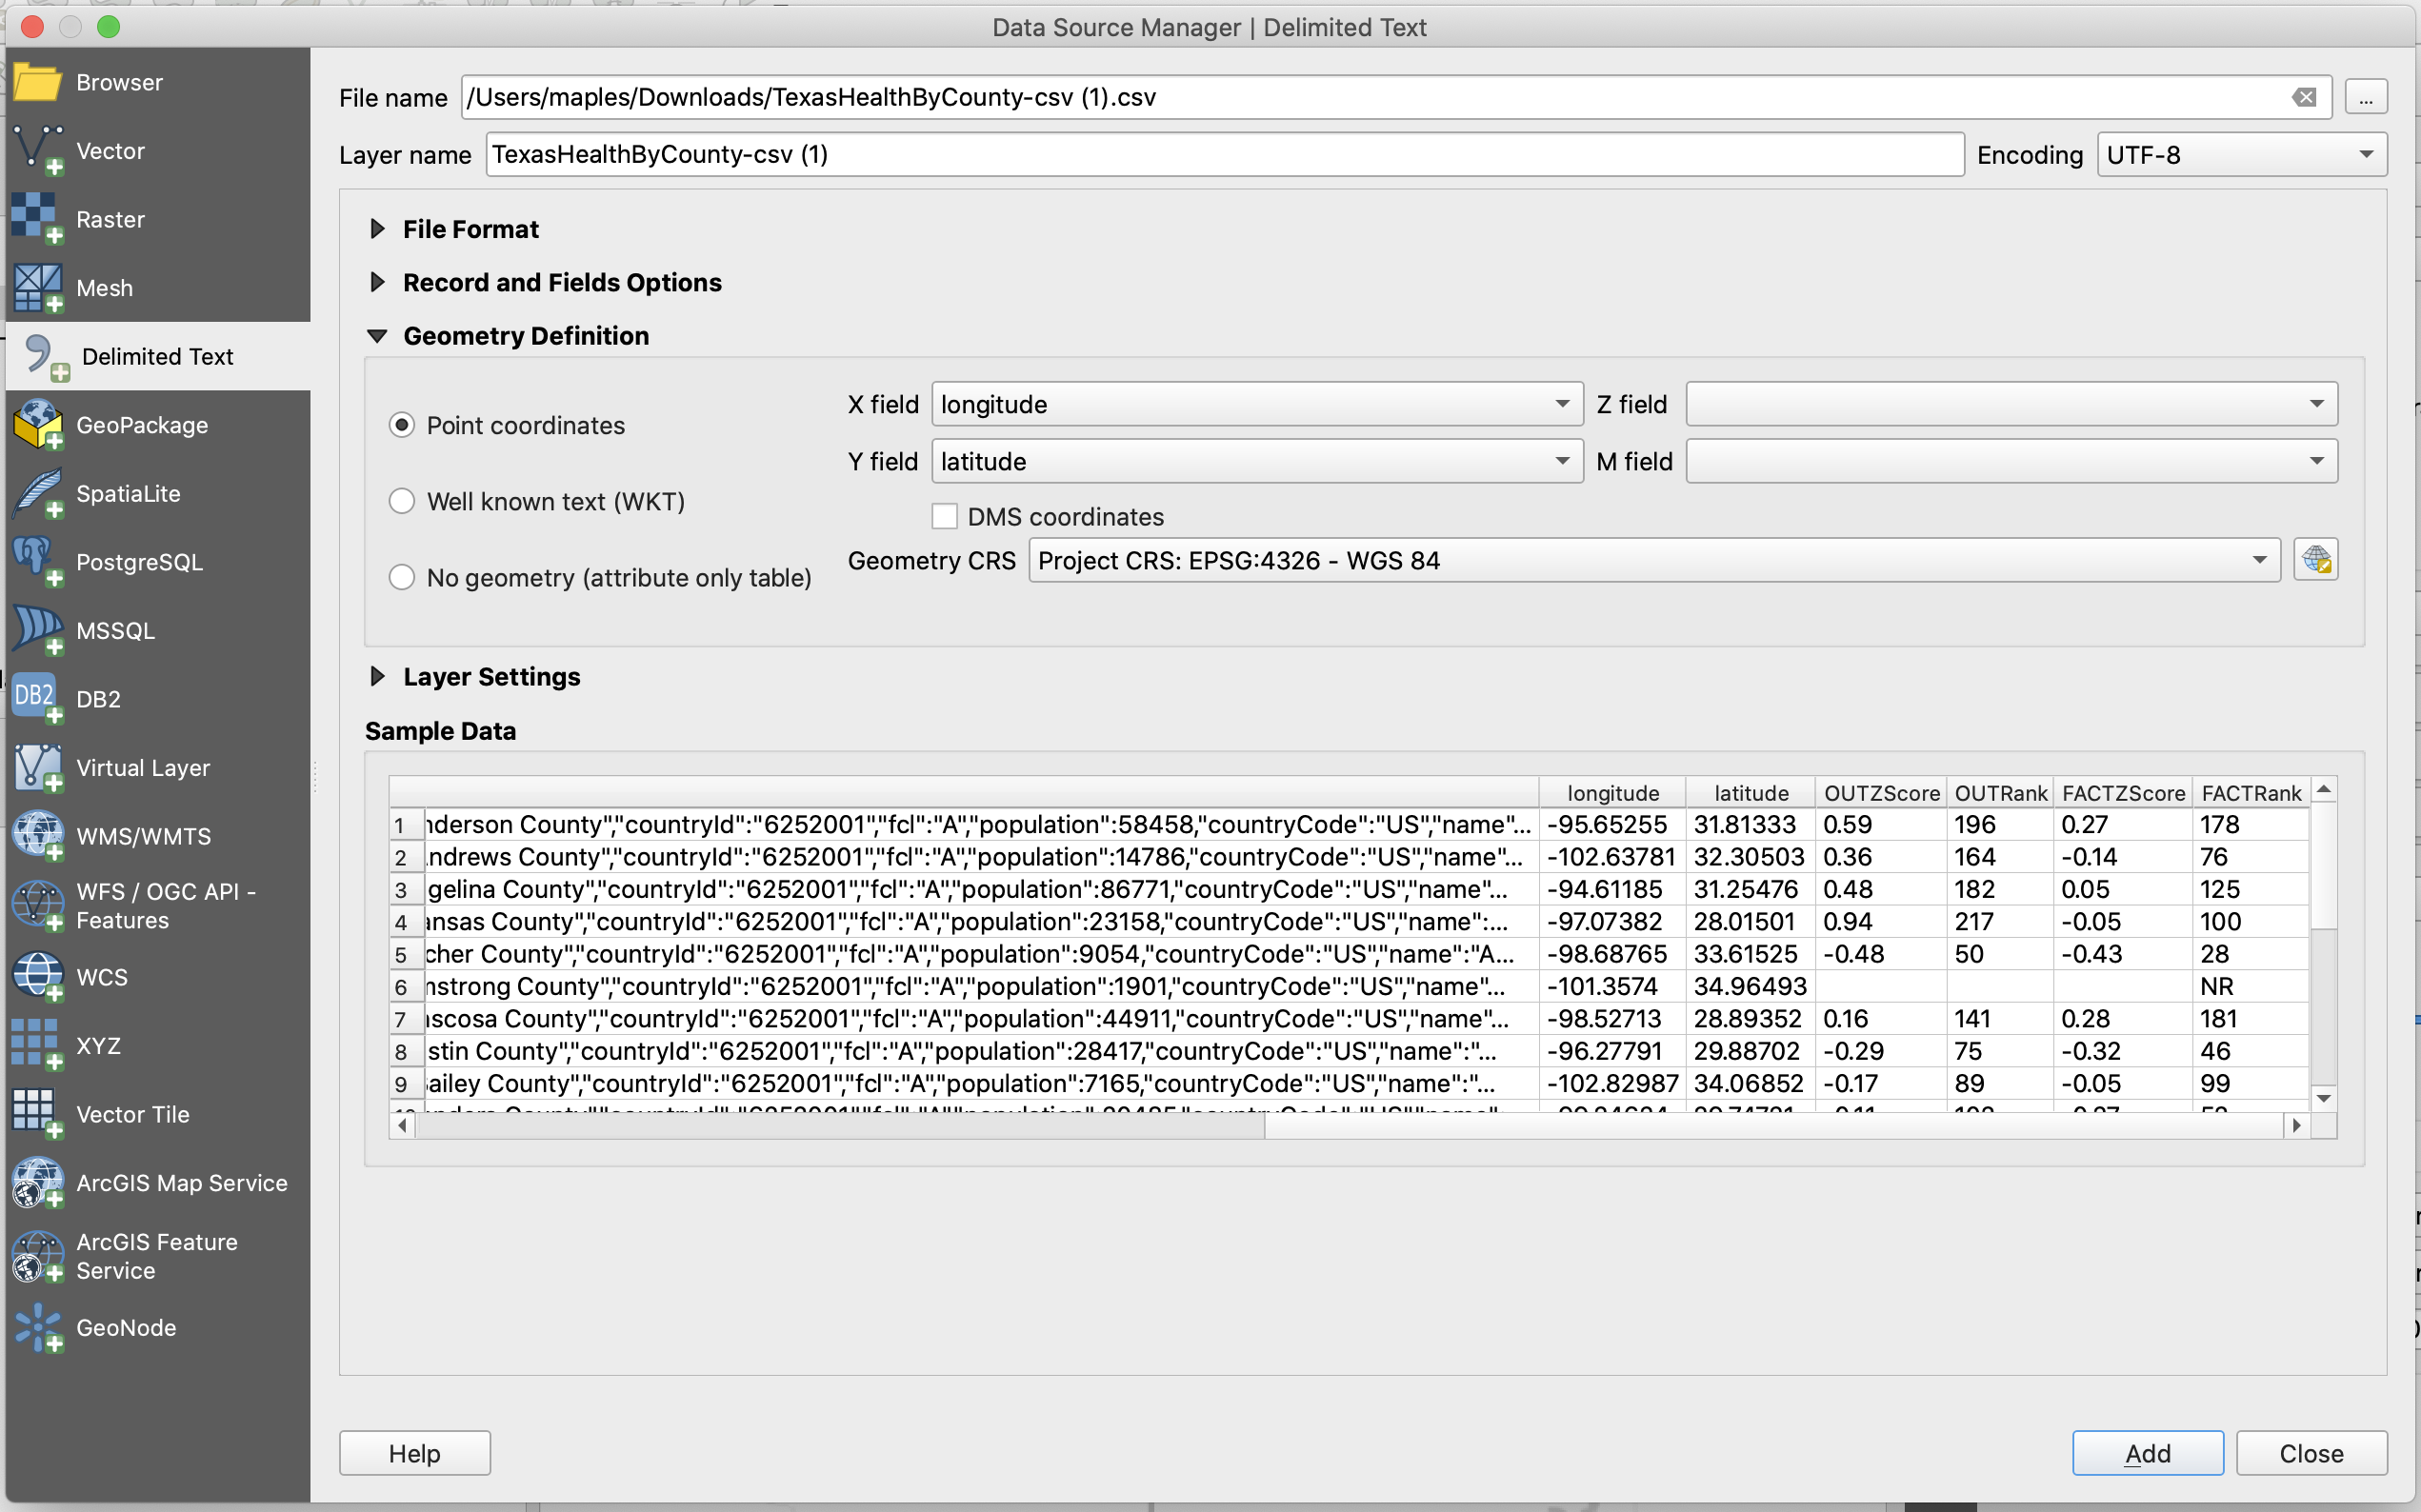 Data Source Manager | Delimited Text
Browser
Vector
Raster
Mesh
Delimited Text
GeoPackage
SpatiaLite
PostgreSQL
MSSQL
DB2
DB2
Virtual Layer
WMS/WMTS
WFS / OGC API -
Features
WCS
XYZ
Vector Tile
ArcGIS Map Service
ArcGIS Feature
Service
GeoNode
File name /Users/maples/Downloads/TexasHealthByCounty-csv (1).csv ...
Layer name TexasHealthByCounty-csv (1) Encoding UTF-8
File Format
Record and Fields Options
Geometry Definition
Point coordinates
Well known text (WKT)
No geometry (attribute only table)
X field longitude Z field
Y field latitude M field
DMS coordinates
Geometry CRS Project CRS: EPSG:4326 - WGS 84
Layer Settings
Sample Data
longitude latitude OUTZScore OUTRank FACTZScore FACTRank
1 nderson County","countryId":"6252001","fcl":"A","population":58458,"countryCode":"US","name"... -95.65255 31.81333 0.59 196 0.27 178
2 ndrews County","countryId":"6252001","fcl":"A","population":14786,"countryCode":"US","name"... -102.63781 32.30503 0.36 164 -0.14 76
3 gelina County","countryId":"6252001","fcl":"A","population":86771,"countryCode":"US","name"... -94.61185 31.25476 0.48 182 0.05 125
4 ansas County","countryId":"6252001","fcl":"A","population":23158,"countryCode":"US","name":... -97.07382 28.01501 0.94 217 -0.05 100
5 cher County","countryId":"6252001","fcl":"A","population":9054,"countryCode":"US","name":"A... -98.68765 33.61525 -0.48 50 -0.43 28
6 mstrong County","countryId":"6252001","fcl":"A","population":1901,"countryCode":"US","name"... -101.3574 34.96493 NR
7 ascosa County","countryId":"6252001","fcl":"A","population":44911,"countryCode":"US","name"... -98.52713 28.89352 0.16 141 0.28 181
8 stin County","countryId":"6252001","fcl":"A","population":28417,"countryCode":"US","name":"... -96.27791 29.88702 -0.29 75 -0.32 46
9 ailey County","countryId":"6252001","fcl":"A","population":7165,"countryCode":"US","name":"... -102.82987 34.06852 -0.17 89 -0.05 99
Help
Add
Close